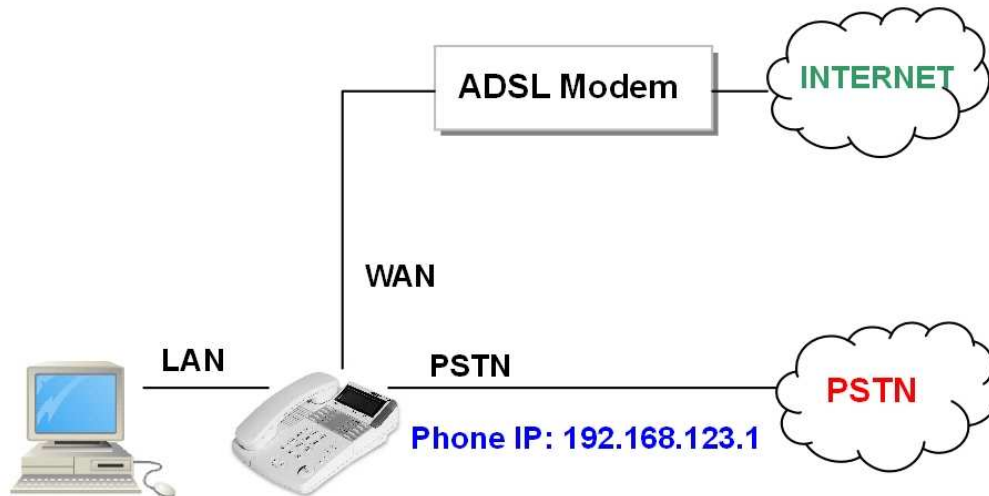 ADSL Modem
INTERNET
WAN
LAN
PSTN
PSTN
Phone IP: 192.168.123.1